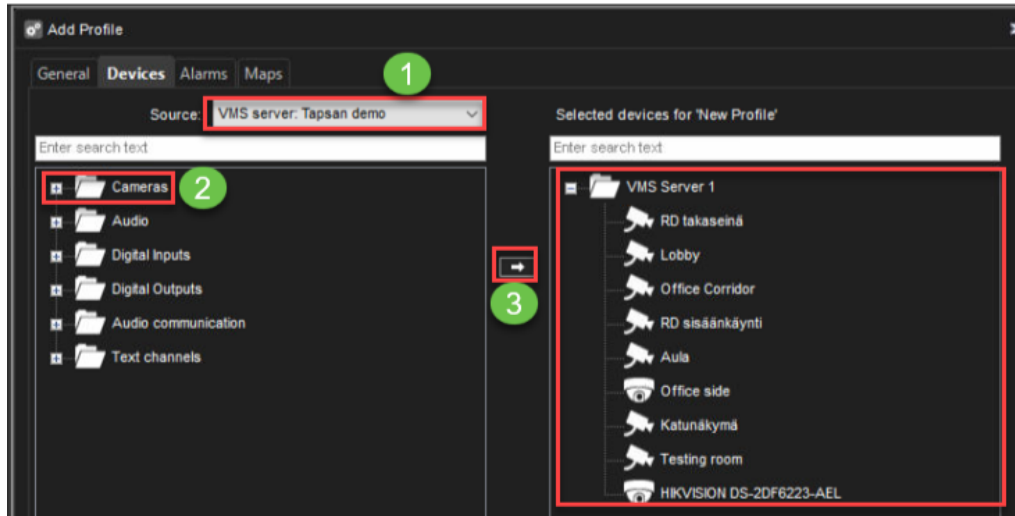 Add Profile
General Devices Alarms Maps
1
Source: VMS server: Tapsan demo
Selected devices for 'New Profile'
Enter search text
Enter search text
Cameras
2
Audio
Digital Inputs
Digital Outputs
Audio communication
Text channels
3
VMS Server 1
RD takaseinä
Lobby
Office Corridor
RD sisäänkäynti
Aula
Office side
Katunäkymä
Testing room
HIKVISION DS-2DF6223-AEL